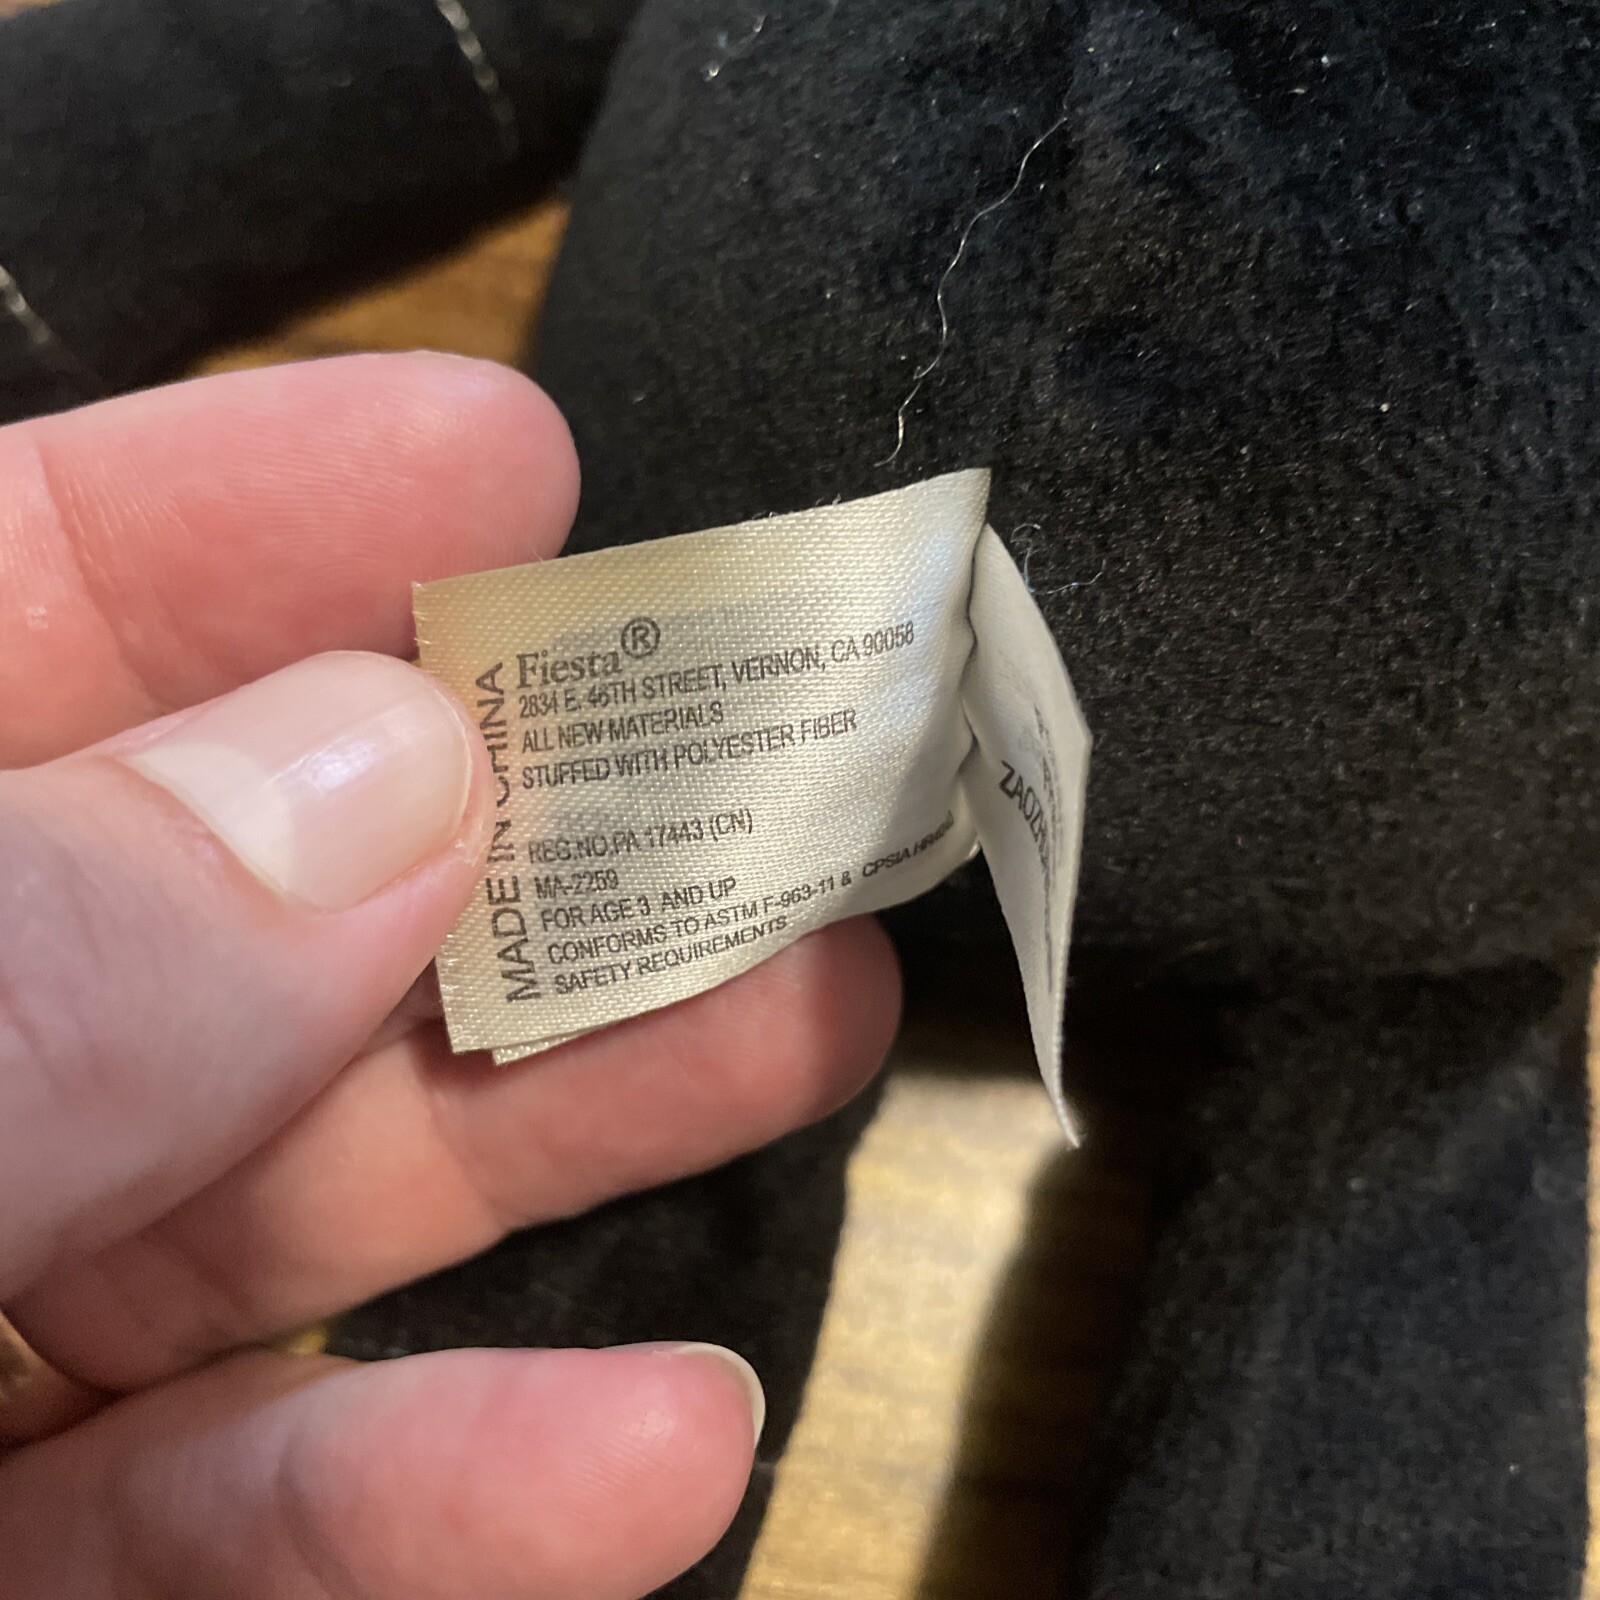 Fiesta®
2834 E. 46TH STREET, VERNON, CA 90058
ALL NEW MATERIALS
STUFFED WITH POLYESTER FIBER
REG.NO.PA 17443 (CN)
MA-2259
FOR AGE 3 AND UP
CONFORMS TO ASTM F-963-11 & CPSIA
SAFETY REQUIREMENTS
MADE IN CHINA